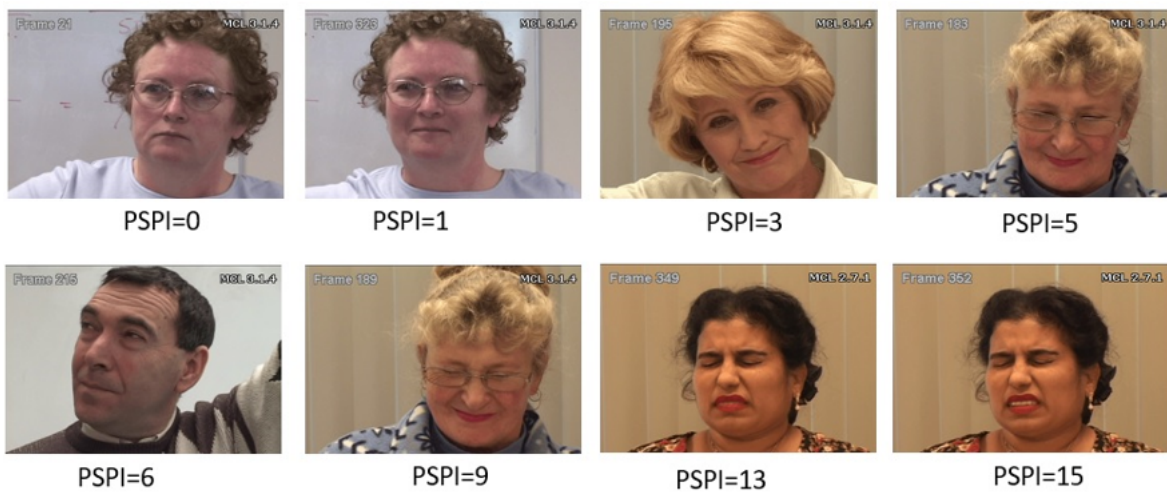 Frame 21 MCL 3.1.4
Frame 323 MCL 3.1.4
Frame 195 MCL 3.1.4
Frame 183 MCL 3.1.4
PSPI=0
PSPI=1
PSPI=3
PSPI=5
Frame 215 MCL 3.1.4
Frame 189 MCL 3.1.4
Frame 349 MCL 2.7.1
Frame 352 MCL 2.7.1
PSPI=6
PSPI=9
PSPI=13
PSPI=15